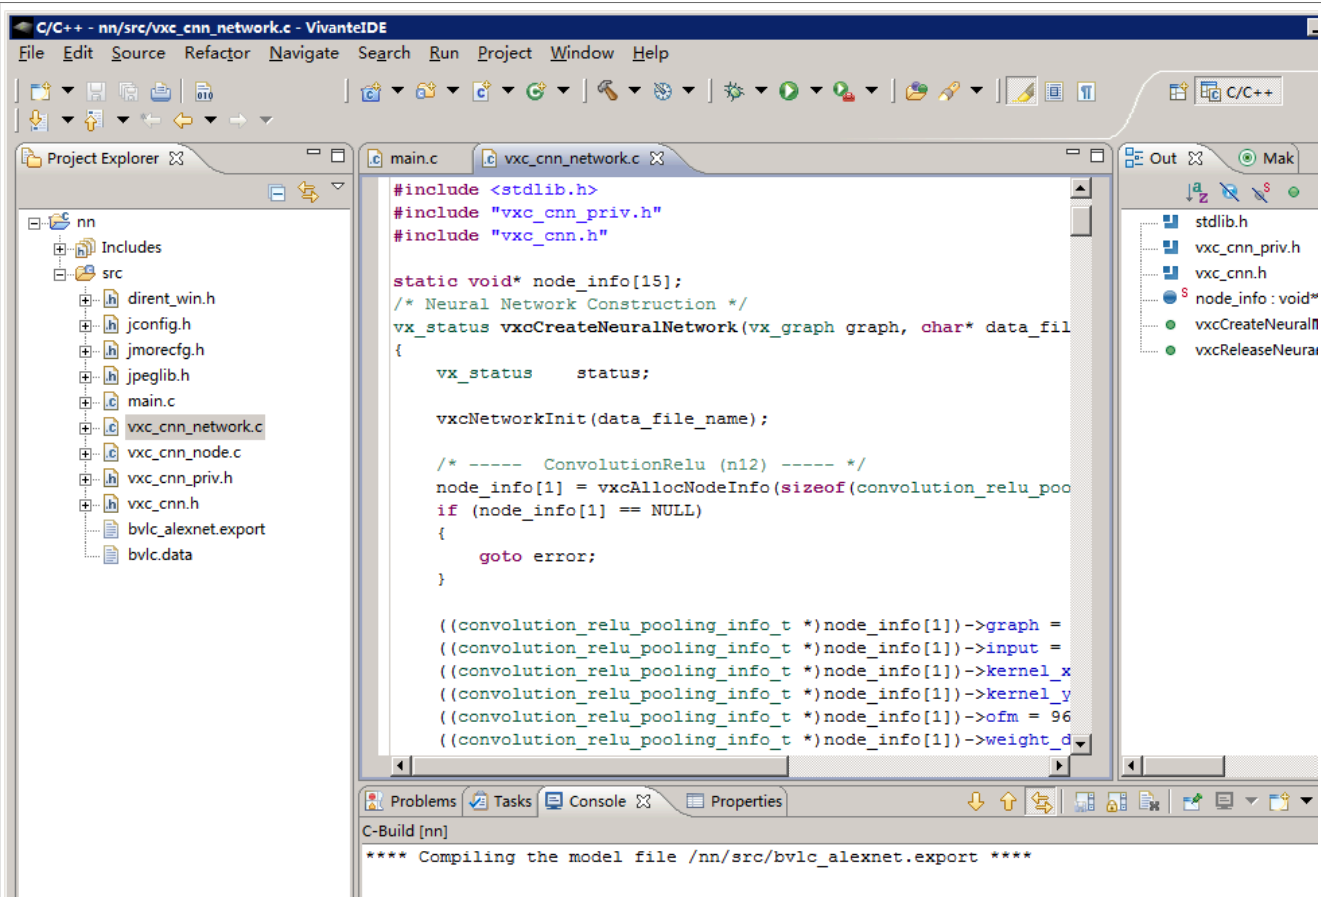 C/C++ - nn/src/vxc_cnn_network.c - VivanteIDE
File Edit Source Refactor Navigate Search Run Project Window Help
C/C++
Project Explorer
nn
Includes
src
dirent_win.h
jconfig.h
jmorecfg.h
jpeglib.h
main.c
vxc_cnn_network.c
vxc_cnn_node.c
vxc_cnn_priv.h
vxc_cnn.h
bvlc_alexnet.export
bvlc.data
main.c vxc_cnn_network.c
#include <stdlib.h>
#include "vxc_cnn_priv.h"
#include "vxc_cnn.h"
static void* node_info[15];
/* Neural Network Construction */
vx_status vxcCreateNeuralNetwork(vx_graph graph, char* data_fil
{
vx_status status;
vxcNetworkInit(data_file_name);
/* ----- ConvolutionRelu (n12) ----- */
node_info[1] = vxcAllocNodeInfo(sizeof(convolution_relu_poo
if (node_info[1] == NULL)
{
goto error;
}
((convolution_relu_pooling_info_t *)node_info[1])->graph =
((convolution_relu_pooling_info_t *)node_info[1])->input =
((convolution_relu_pooling_info_t *)node_info[1])->kernel_x
((convolution_relu_pooling_info_t *)node_info[1])->kernel_y
((convolution_relu_pooling_info_t *)node_info[1])->ofm = 96
((convolution_relu_pooling_info_t *)node_info[1])->weight_d
Out Mak
stdlib.h
vxc_cnn_priv.h
vxc_cnn.h
node_info : void*
vxcCreateNeural
vxcReleaseNeura
Problems Tasks Console Properties
C-Build [nn]
**** Compiling the model file /nn/src/bvlc_alexnet.export ****